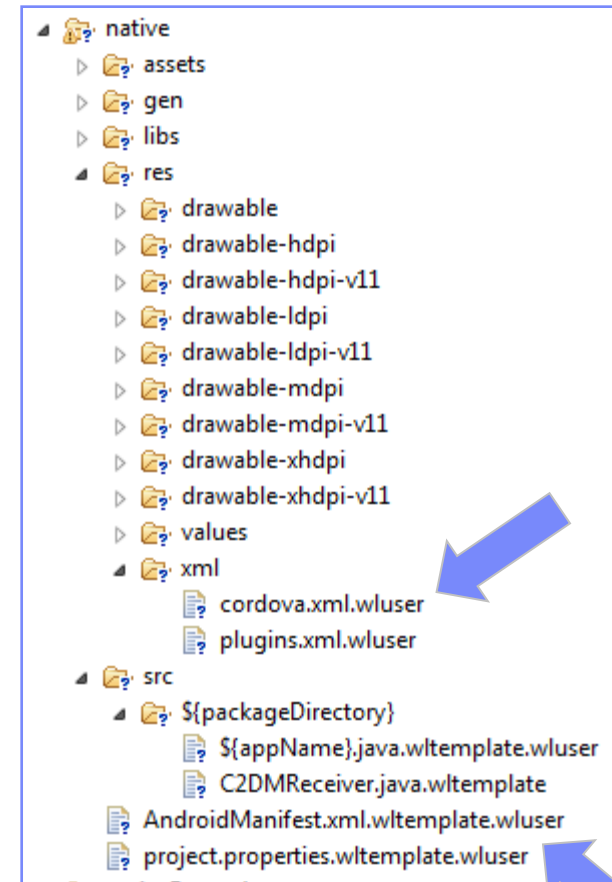 native
assets
gen
libs
res
drawable
drawable-hdpi
drawable-hdpi-v11
drawable-ldpi
drawable-ldpi-v11
drawable-mdpi
drawable-mdpi-v11
drawable-xhdpi
drawable-xhdpi-v11
values
xml
cordova.xml.wluser
plugins.xml.wluser
src
${packageDirectory}
${appName}.java.wltemplate.wluser
C2DMReceiver.java.wltemplate
AndroidManifest.xml.wltemplate.wluser
project.properties.wltemplate.wluser